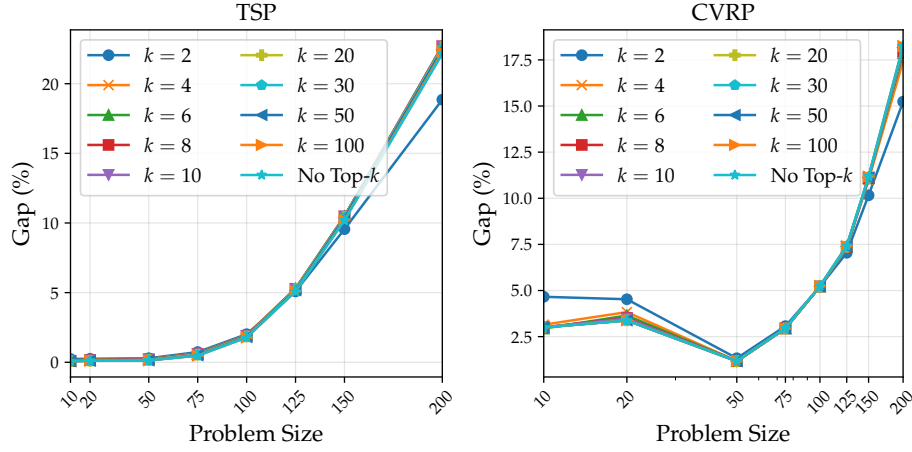 TSP
Gap (%)
20
15
10
5
0
k = 2
k = 4
k = 6
k = 8
k = 10
k = 20
k = 30
k = 50
k = 100
No Top-k
10
20
50
75
100
125
150
200
Problem Size
CVRP
Gap (%)
17.5
15.0
12.5
10.0
7.5
5.0
2.5
k = 2
k = 4
k = 6
k = 8
k = 10
k = 20
k = 30
k = 50
k = 100
No Top-k
10
20
50
75
100
125
150
200
Problem Size